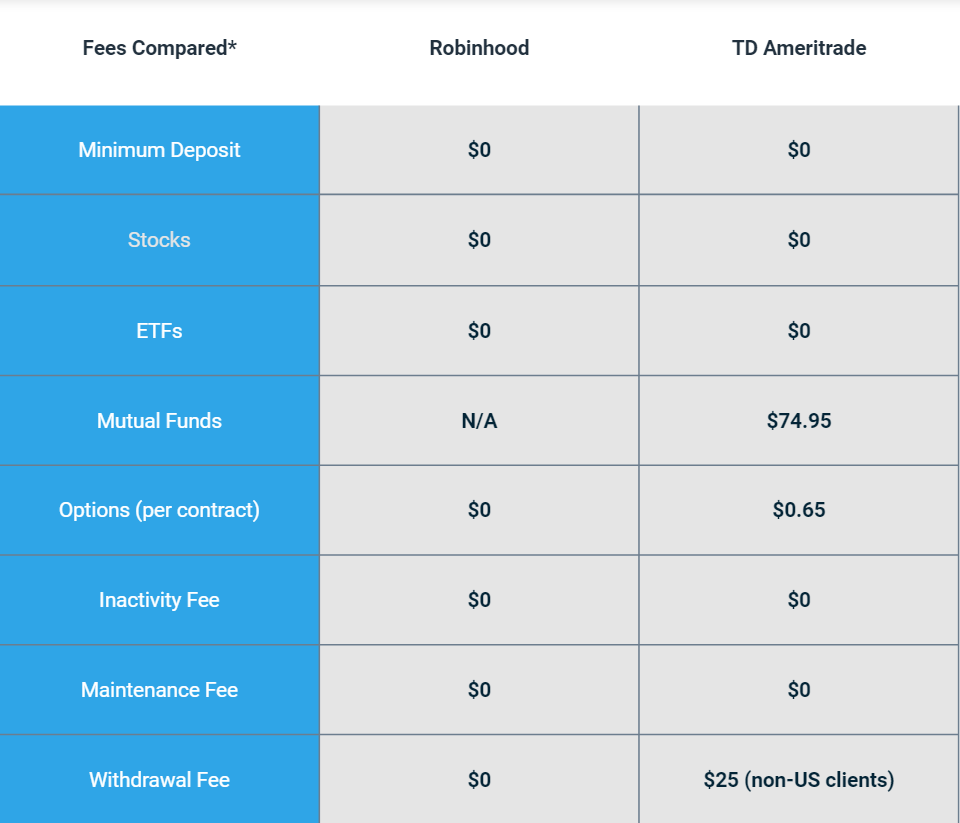 Fees Compared* Robinhood TD Ameritrade
Minimum Deposit $0 $0
Stocks $0 $0
ETFs $0 $0
Mutual Funds N/A $74.95
Options (per contract) $0 $0.65
Inactivity Fee $0 $0
Maintenance Fee $0 $0
Withdrawal Fee $0 $25 (non-US clients)